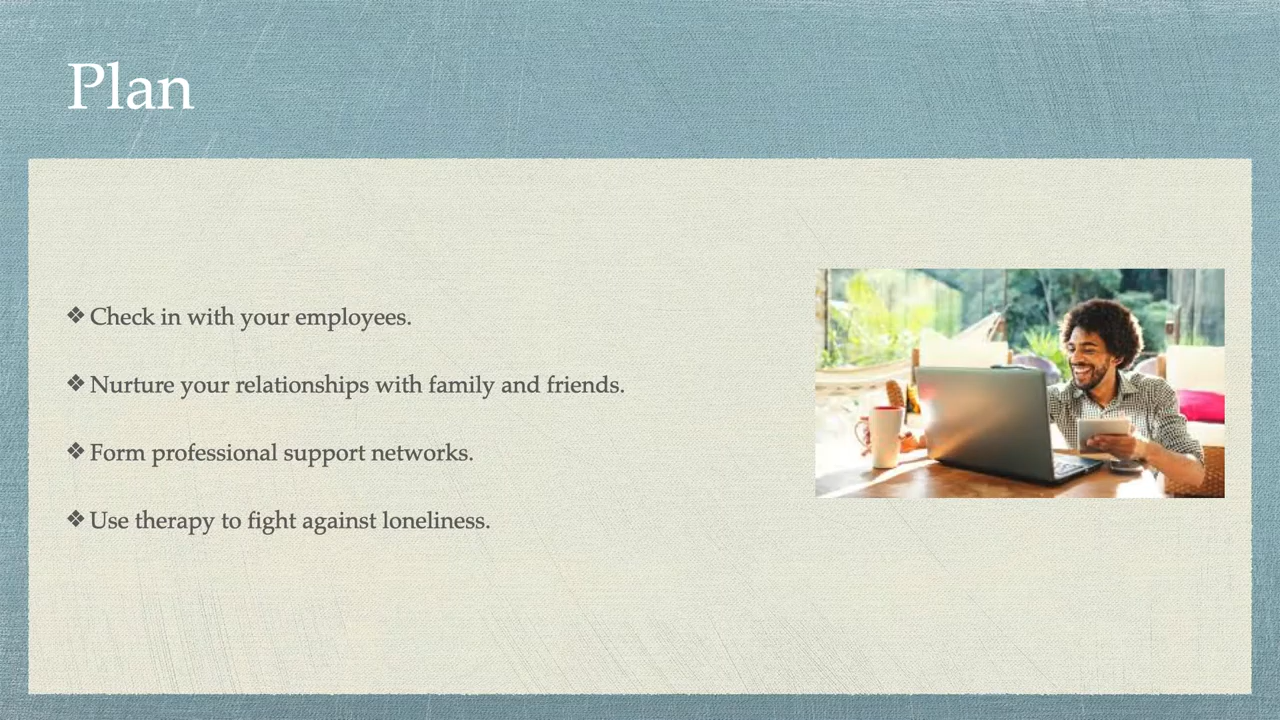 Plan
❖ Check in with your employees.
❖ Nurture your relationships with family and friends.
❖ Form professional support networks.
❖ Use therapy to fight against loneliness.